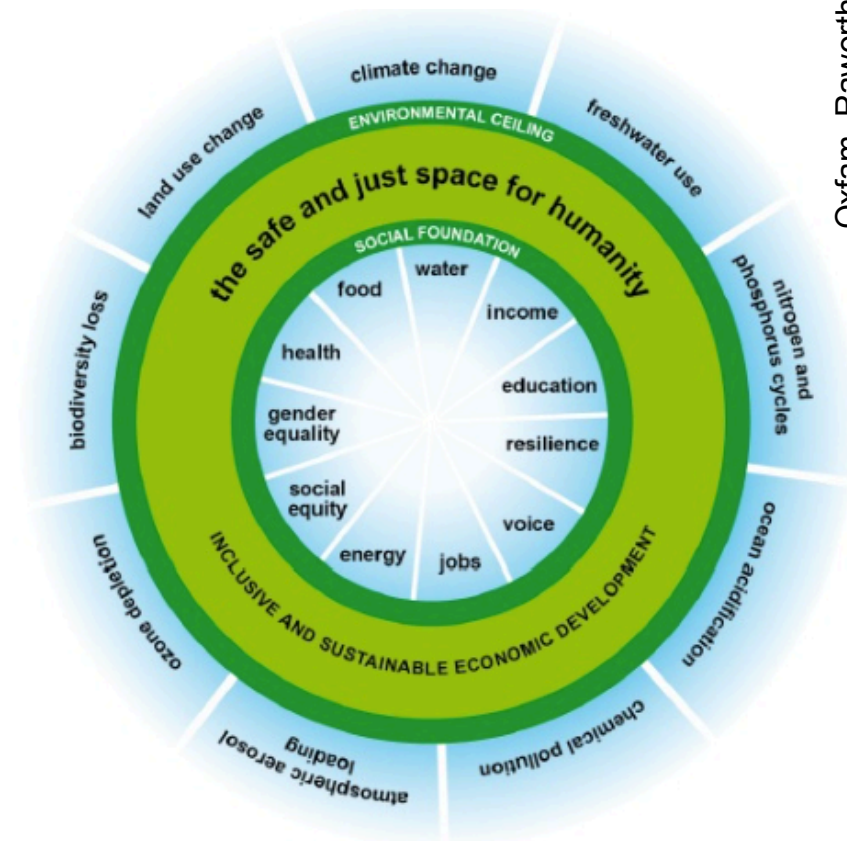 climate change
freshwater use
nitrogen and
phosphorus cycles
ocean acidification
chemical pollution
atmospheric aerosol
loading
ozone depletion
biodiversity loss
land use change
ENVIRONMENTAL CEILING
the safe and just space for humanity
SOCIAL FOUNDATION
water
income
education
resilience
voice
jobs
energy
social
equity
gender
equality
health
food
INCLUSIVE AND SUSTAINABLE ECONOMIC DEVELOPMENT
Oxfam, Raworth